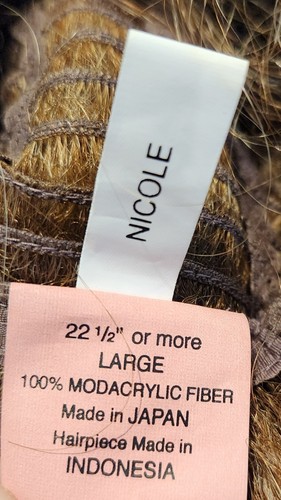 NICOLE
22 1/2" or more
LARGE
100% MODACRYLIC FIBER
Made in JAPAN
Hairpiece Made in
INDONESIA